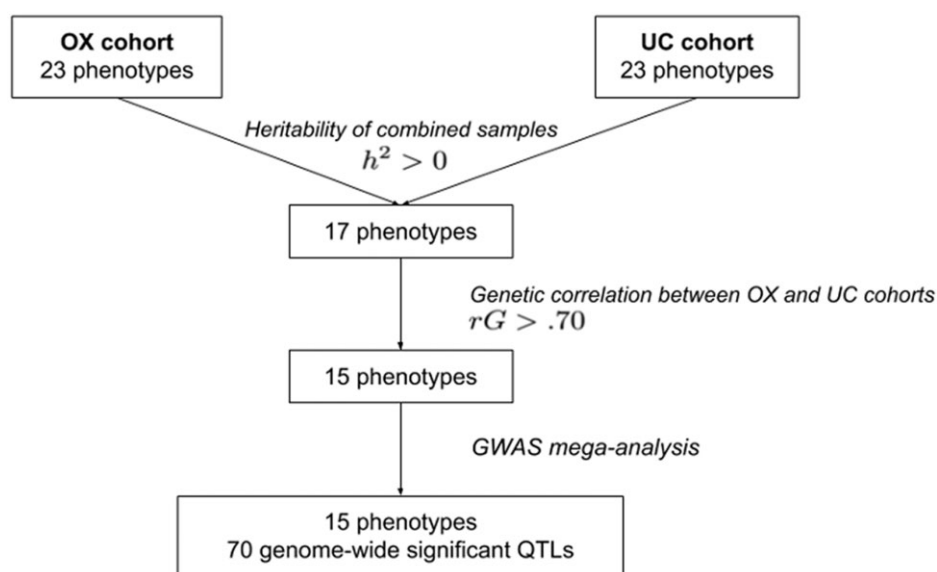 OX cohort
23 phenotypes
UC cohort
23 phenotypes
Heritability of combined samples
h² > 0
17 phenotypes
Genetic correlation between OX and UC cohorts
rG > .70
15 phenotypes
GWAS mega-analysis
15 phenotypes
70 genome-wide significant QTLs